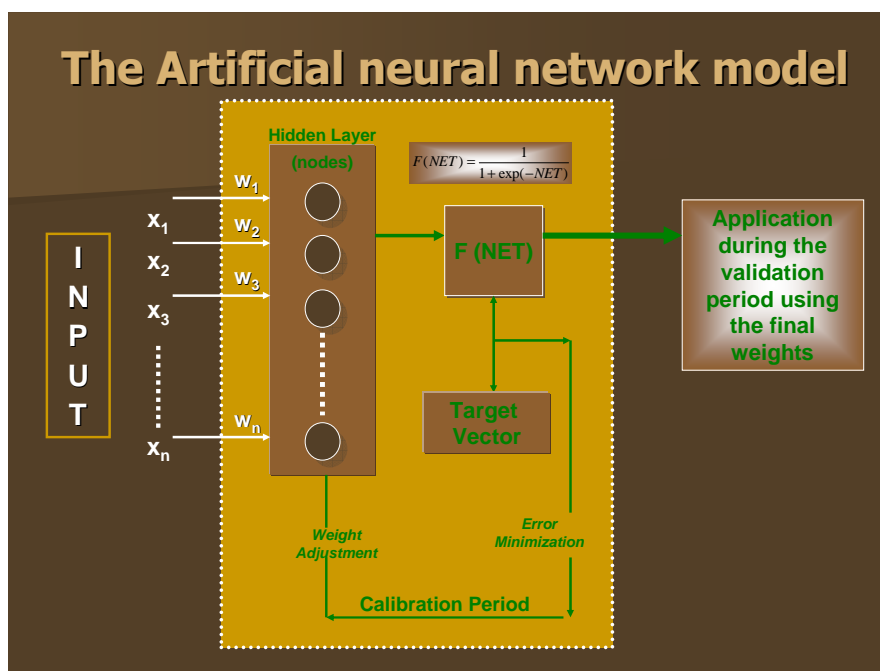 The Artificial neural network model
Hidden Layer
(nodes)
F(NET) = 1 / (1 + exp(−NET))
I
N
P
U
T
x1
x2
x3
xn
w1
w2
w3
wn
F (NET)
Target
Vector
Application
during the
validation
period using
the final
weights
Weight
Adjustment
Error
Minimization
Calibration Period